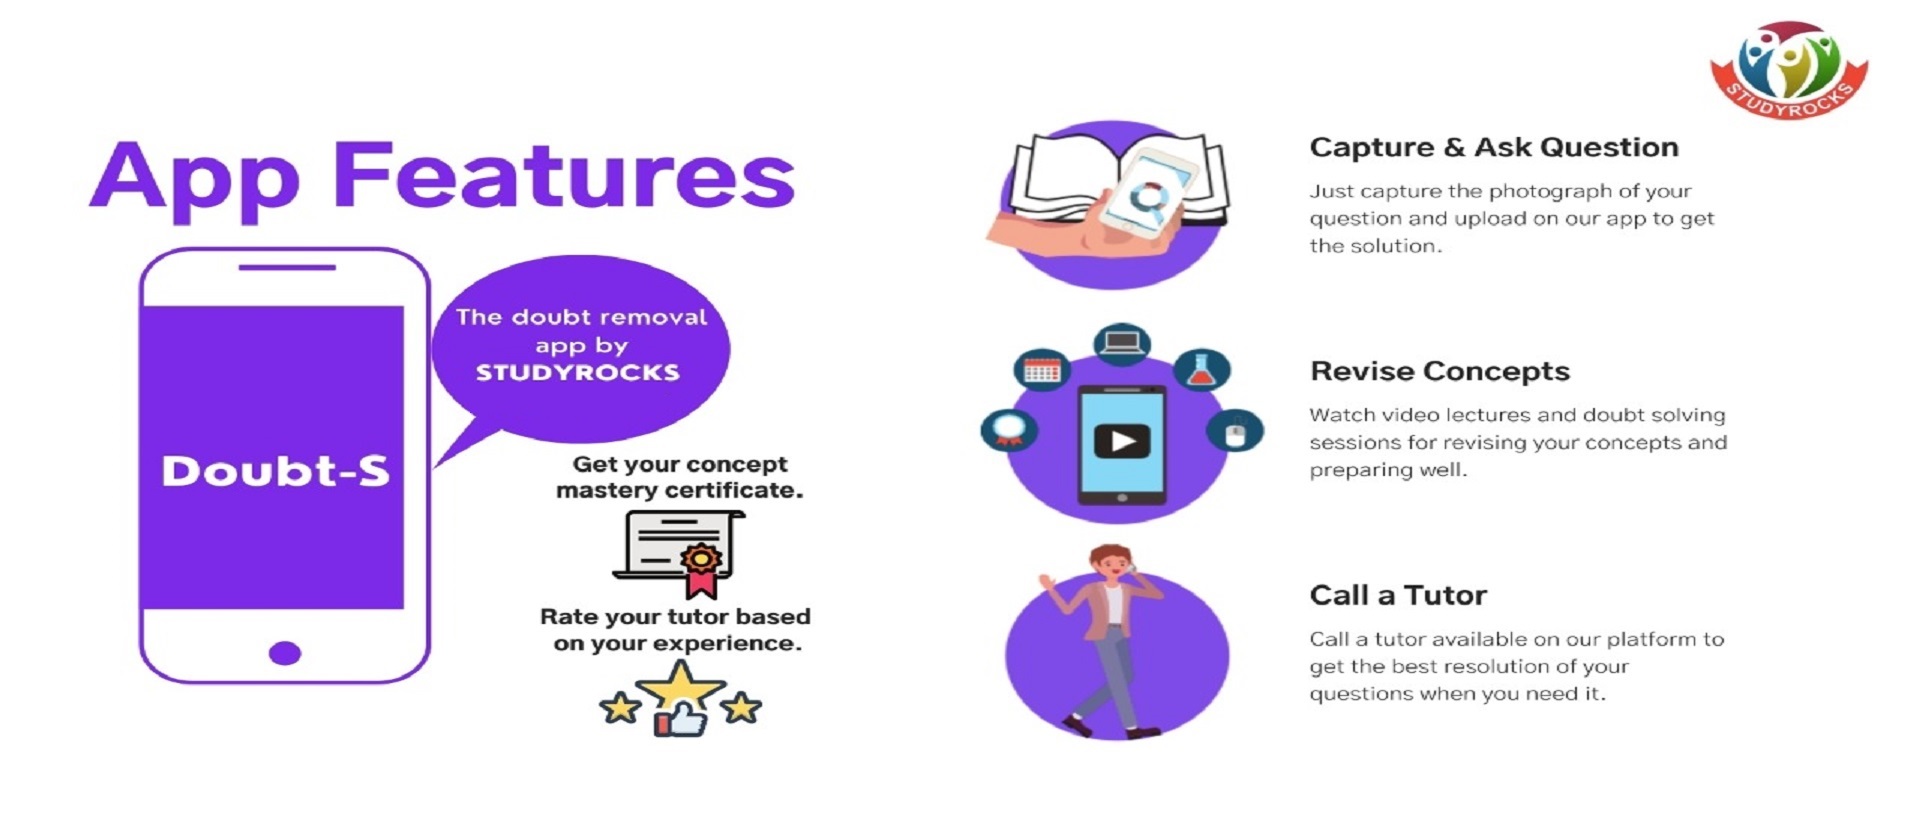 App Features
Doubt-S
The doubt removal
app by
STUDYROCKS
Get your concept
mastery certificate.
Rate your tutor based
on your experience.
STUDYROCKS
Capture & Ask Question
Just capture the photograph of your
question and upload on our app to get
the solution.
Revise Concepts
Watch video lectures and doubt solving
sessions for revising your concepts and
preparing well.
Call a Tutor
Call a tutor available on our platform to
get the best resolution of your
questions when you need it.